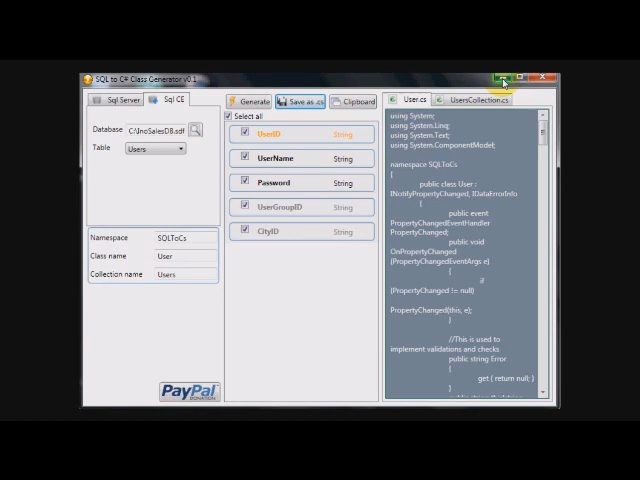 SQL to C# Class Generator v0.1
Sql Server
Sql CE
Database
C:\InoSalesDB.sdf
Table
Users
Namespace
SQLToCs
Class name
User
Collection name
Users
PayPal
DONATION
Generate
Save as .cs
Clipboard
Select all
UserID String
UserName String
Password String
UserGroupID String
CityID String
User.cs
UsersCollection.cs
using System;
using System.Linq;
using System.Text;
using System.ComponentModel;
namespace SQLToCs
{
public class User :
INotifyPropertyChanged, IDataErrorInfo
{
public event
PropertyChangedEventHandler
PropertyChanged;
public void
OnPropertyChanged
(PropertyChangedEventArgs e)
{
if
(PropertyChanged != null)
PropertyChanged(this, e);
}
//This is used to
implement validations and checks
public string Error
{
get { return null; }
}